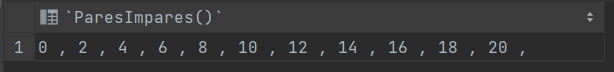 `ParesImpares()`
1 0 , 2 , 4 , 6 , 8 , 10 , 12 , 14 , 16 , 18 , 20 ,